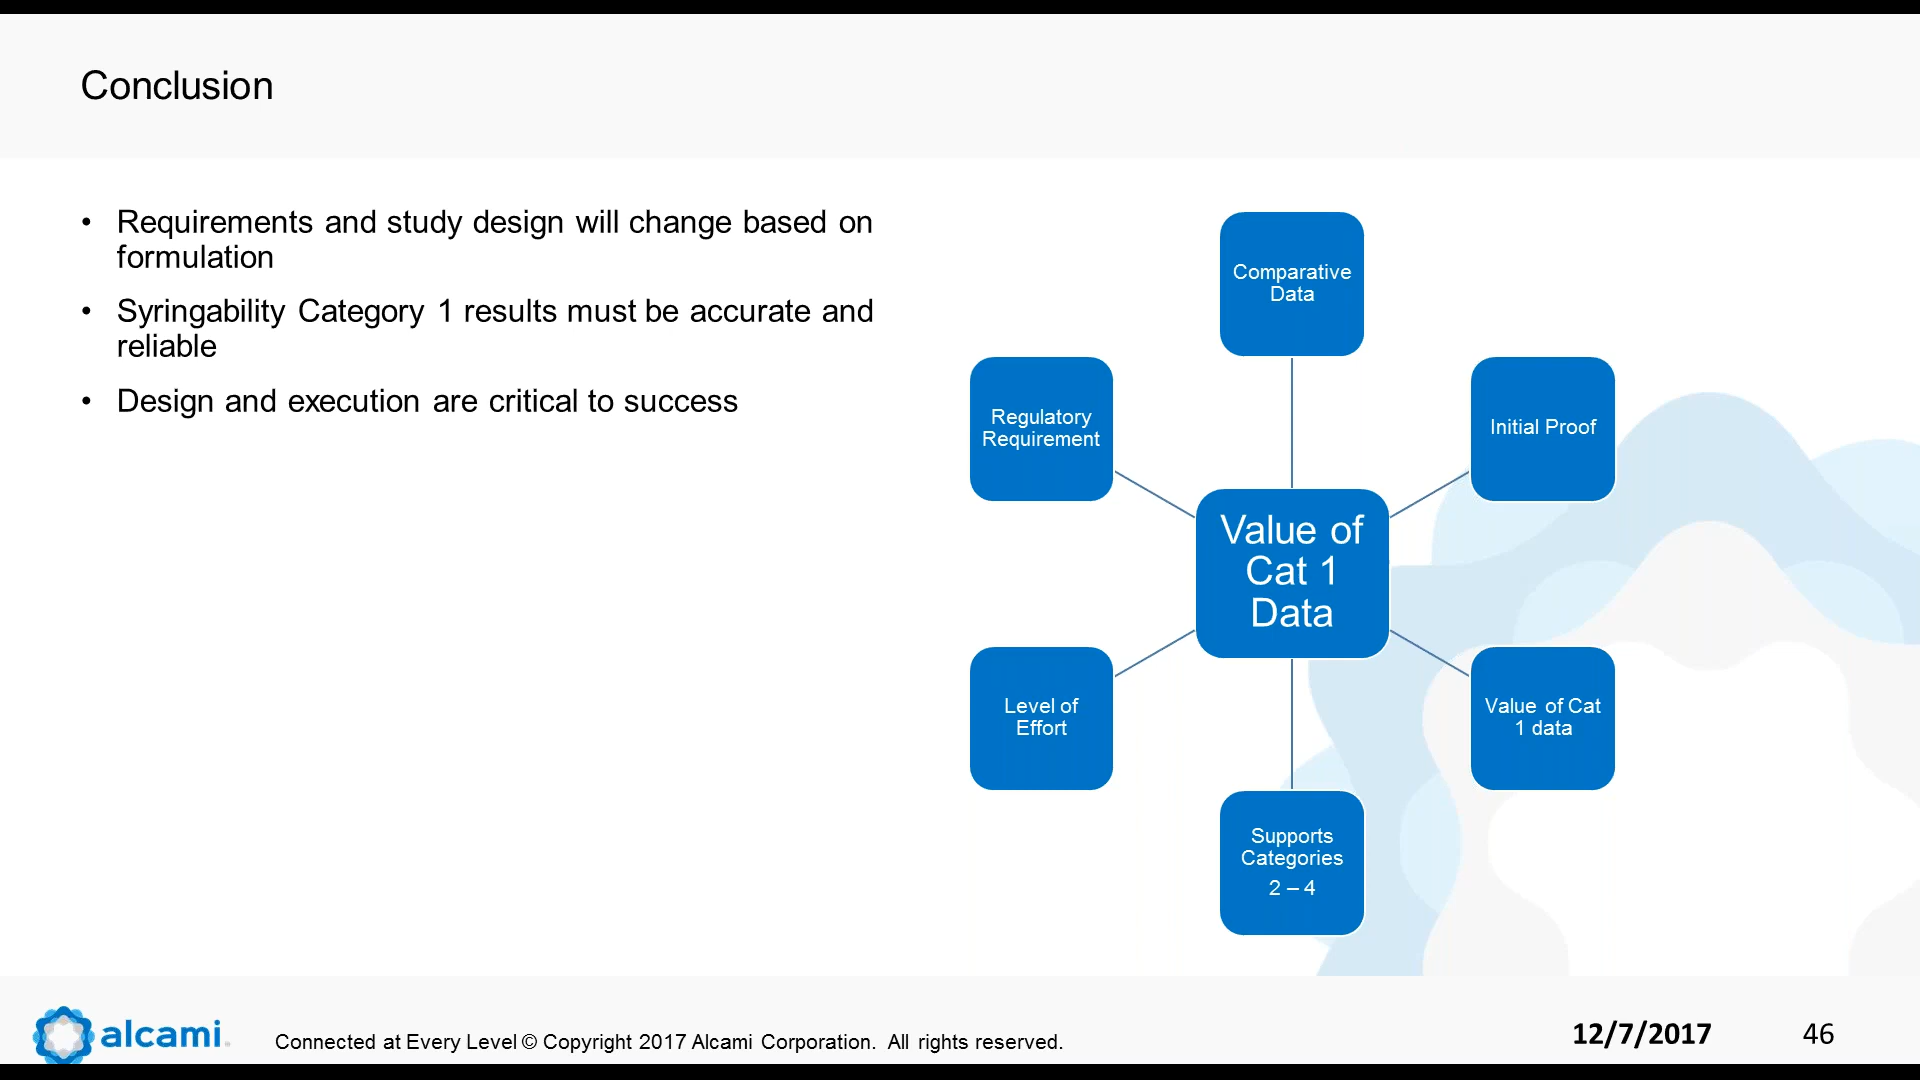 Conclusion
• Requirements and study design will change based on
formulation
• Syringability Category 1 results must be accurate and
reliable
• Design and execution are critical to success
Comparative
Data
Regulatory
Requirement
Initial Proof
Value of
Cat 1
Data
Level of
Effort
Value of Cat
1 data
Supports
Categories
2 – 4
alcami
Connected at Every Level © Copyright 2017 Alcami Corporation. All rights reserved.
12/7/2017
46